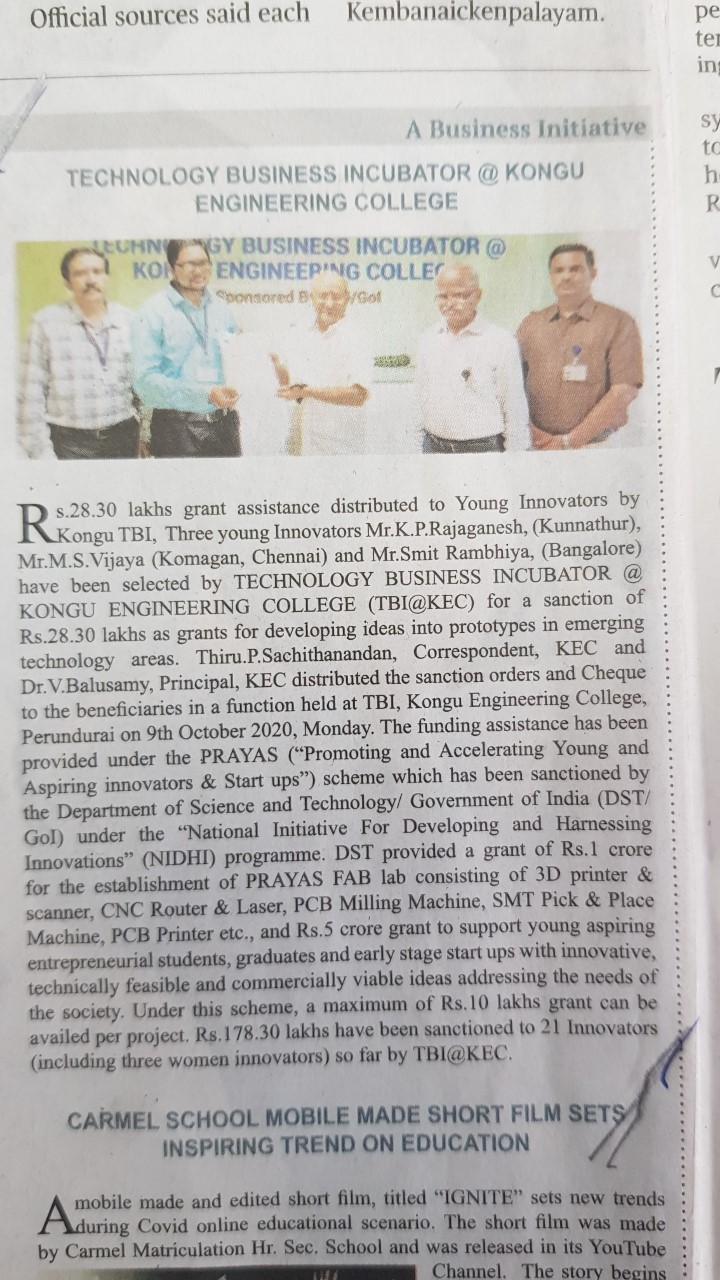 Official sources said each
Kembanaickenpalayam.
A Business Initiative
TECHNOLOGY BUSINESS INCUBATOR @ KONGU
ENGINEERING COLLEGE
GY BUSINESS INCUBATOR @
ENGINEERING COLLEG
Sponsored B /GoI
Rs.28.30 lakhs grant assistance distributed to Young Innovators by
Kongu TBI, Three young Innovators Mr.K.P.Rajaganesh, (Kunnathur),
Mr.M.S.Vijaya (Komagan, Chennai) and Mr.Smit Rambhiya, (Bangalore)
have been selected by TECHNOLOGY BUSINESS INCUBATOR @
KONGU ENGINEERING COLLEGE (TBI@KEC) for a sanction of
Rs.28.30 lakhs as grants for developing ideas into prototypes in emerging
technology areas. Thiru.P.Sachithanandan, Correspondent, KEC and
Dr.V.Balusamy, Principal, KEC distributed the sanction orders and Cheque
to the beneficiaries in a function held at TBI, Kongu Engineering College,
Perundurai on 9th October 2020, Monday. The funding assistance has been
provided under the PRAYAS (“Promoting and Accelerating Young and
Aspiring innovators & Start ups”) scheme which has been sanctioned by
the Department of Science and Technology/ Government of India (DST/
GoI) under the “National Initiative For Developing and Harnessing
Innovations” (NIDHI) programme. DST provided a grant of Rs.1 crore
for the establishment of PRAYAS FAB lab consisting of 3D printer &
scanner, CNC Router & Laser, PCB Milling Machine, SMT Pick & Place
Machine, PCB Printer etc., and Rs.5 crore grant to support young aspiring
entrepreneurial students, graduates and early stage start ups with innovative,
technically feasible and commercially viable ideas addressing the needs of
the society. Under this scheme, a maximum of Rs.10 lakhs grant can be
availed per project. Rs.178.30 lakhs have been sanctioned to 21 Innovators
(including three women innovators) so far by TBI@KEC.
CARMEL SCHOOL MOBILE MADE SHORT FILM SETS
INSPIRING TREND ON EDUCATION
A mobile made and edited short film, titled “IGNITE” sets new trends
during Covid online educational scenario. The short film was made
by Carmel Matriculation Hr. Sec. School and was released in its YouTube
Channel. The story begins